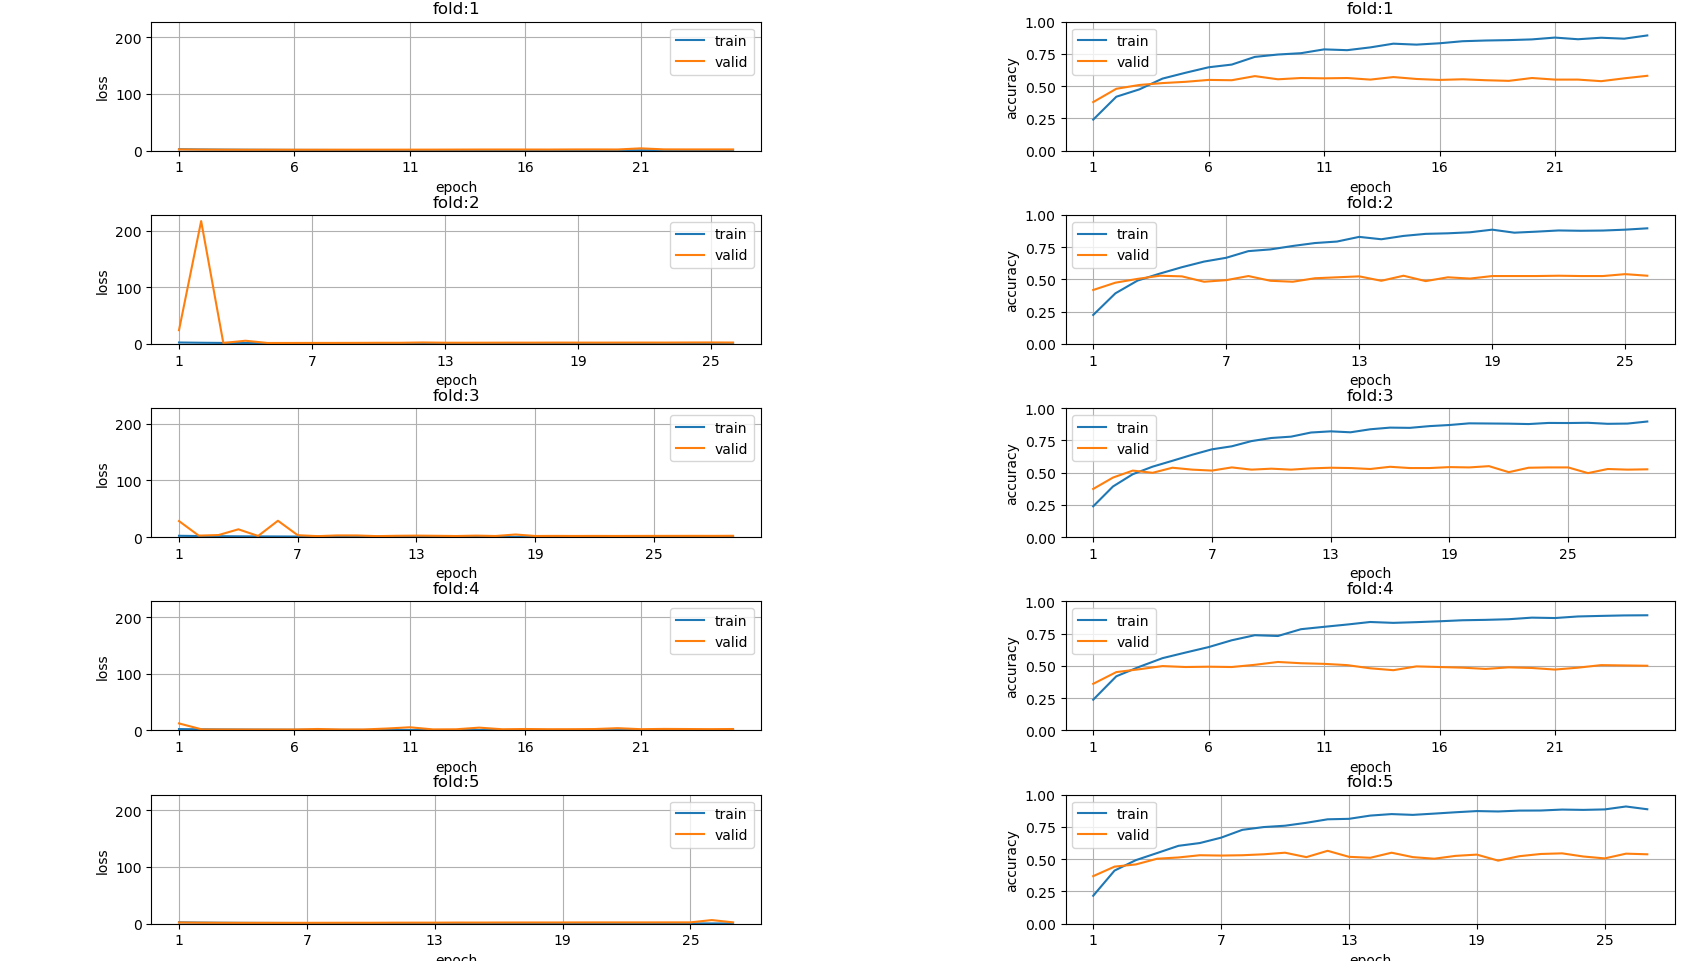 fold:1
200
100
0
loss
train
valid
1 6 11 16 21
epoch
fold:1
1.00
0.75
0.50
0.25
0.00
accuracy
train
valid
1 6 11 16 21
epoch
fold:2
200
100
0
loss
train
valid
1 7 13 19 25
epoch
fold:2
1.00
0.75
0.50
0.25
0.00
accuracy
train
valid
1 7 13 19 25
epoch
fold:3
200
100
0
loss
train
valid
1 7 13 19 25
epoch
fold:3
1.00
0.75
0.50
0.25
0.00
accuracy
train
valid
1 7 13 19 25
epoch
fold:4
200
100
0
loss
train
valid
1 6 11 16 21
epoch
fold:4
1.00
0.75
0.50
0.25
0.00
accuracy
train
valid
1 6 11 16 21
epoch
fold:5
200
100
0
loss
train
valid
1 7 13 19 25
epoch
fold:5
1.00
0.75
0.50
0.25
0.00
accuracy
train
valid
1 7 13 19 25
epoch